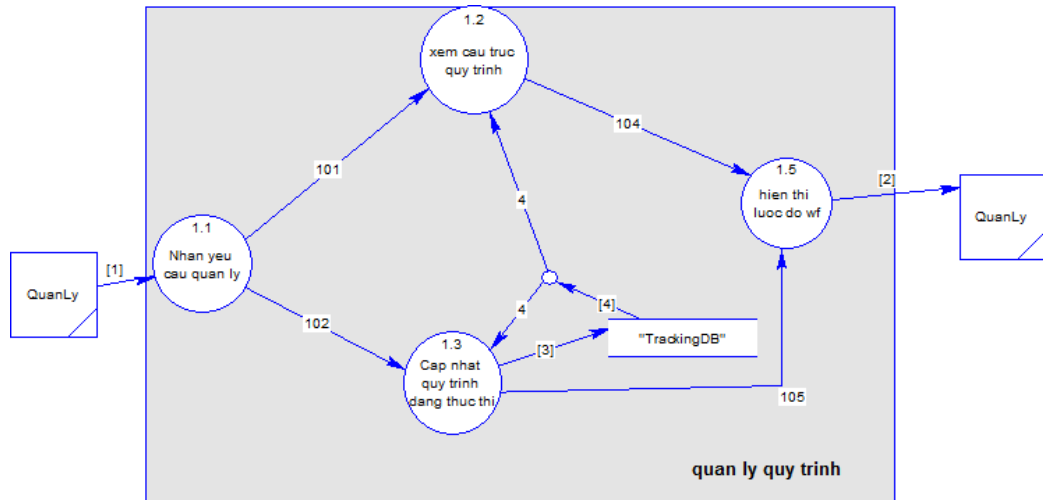 1.2
xem cau truc
quy trinh
104
101
1.5
hien thi
luoc do wf
[2]
QuanLy
4
1.1
Nhan yeu
cau quan ly
[1]
QuanLy
102
4
[4]
"TrackingDB"
[3]
1.3
Cap nhat
quy trinh
dang thuc thi
105
quan ly quy trinh